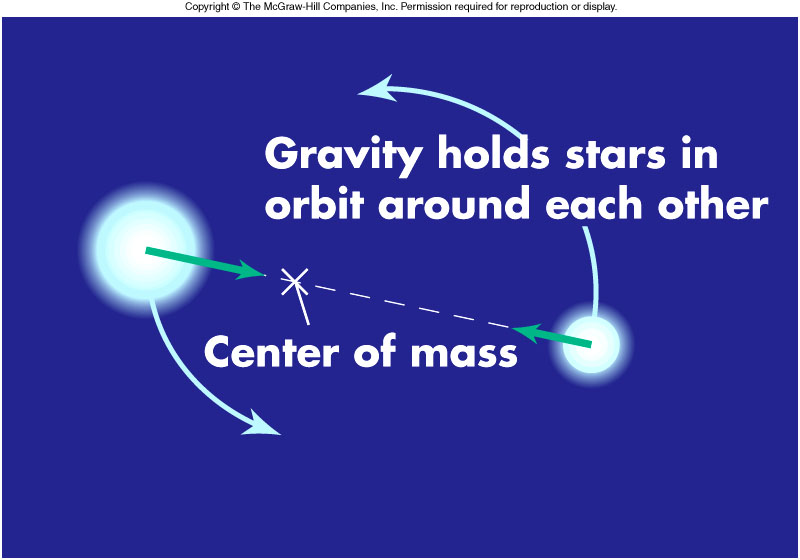 Copyright © The McGraw-Hill Companies, Inc. Permission required for reproduction or display.
Gravity holds stars in
orbit around each other
Center of mass